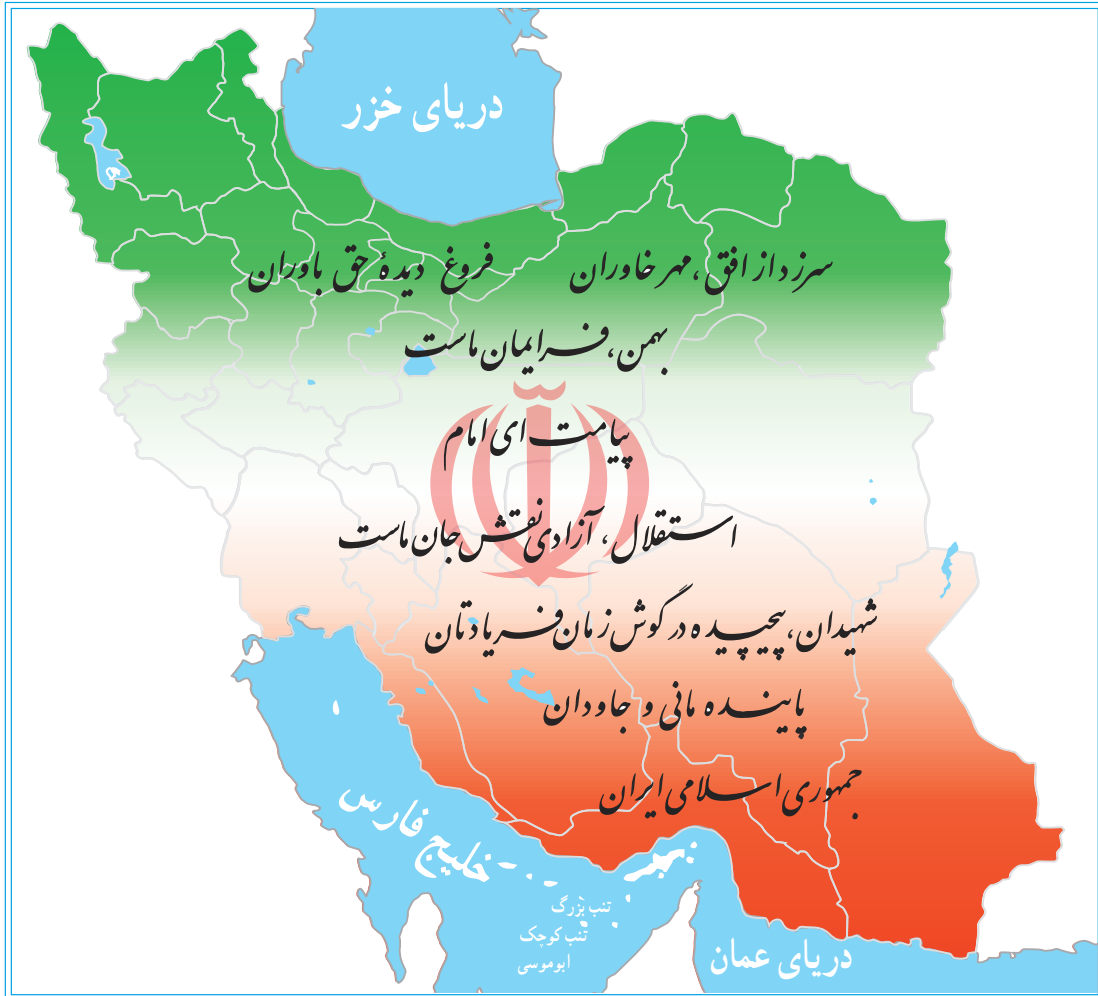 دریای خزر
سرزد از افق، مهر خاوران فروغ دیدهٔ حق باوران
بهمن، فر ایمان ماست
پیامت ای امام
استقلال، آزادی نقش جان ماست
شهیدان، پیچیده در گوش زمان فریادتان
پاینده مانی و جاودان
جمهوری اسلامی ایران
خلیج فارس
تنب بزرگ
تنب کوچک
ابوموسی
دریای عمان